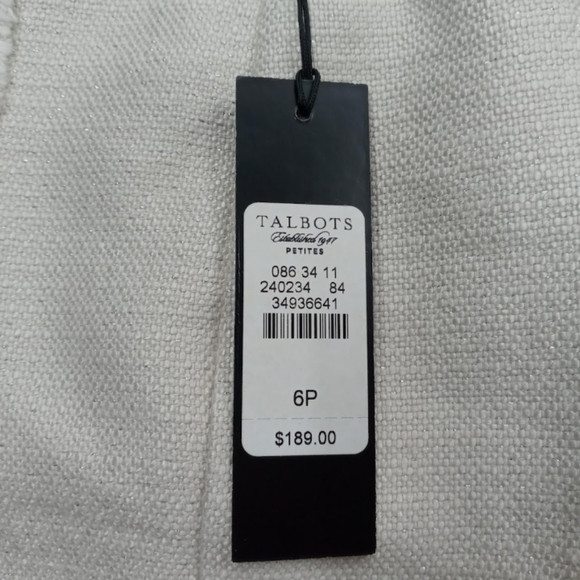 TALBOTS
Established 1947
PETITES
086 34 11
240234 84
34936641
6P
$189.00